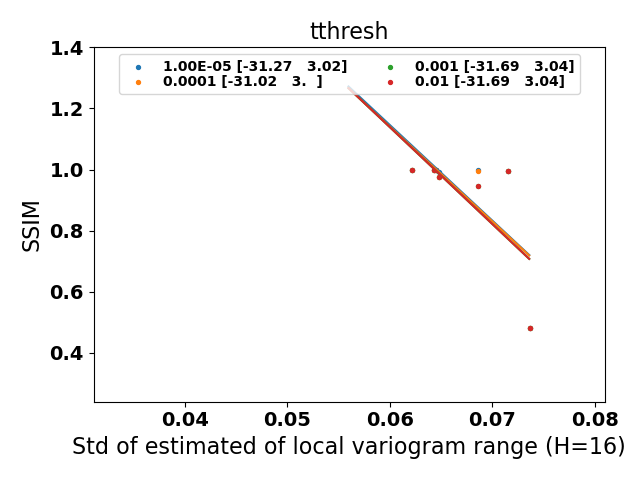 tthresh
1.4
1.00E-05 [-31.27   3.02]
0.001 [-31.69   3.04]
0.0001 [-31.02   3.  ]
0.01 [-31.69   3.04]
1.2
1.0
0.8
0.6
0.4
SSIM
0.04 0.05 0.06 0.07 0.08
Std of estimated of local variogram range (H=16)